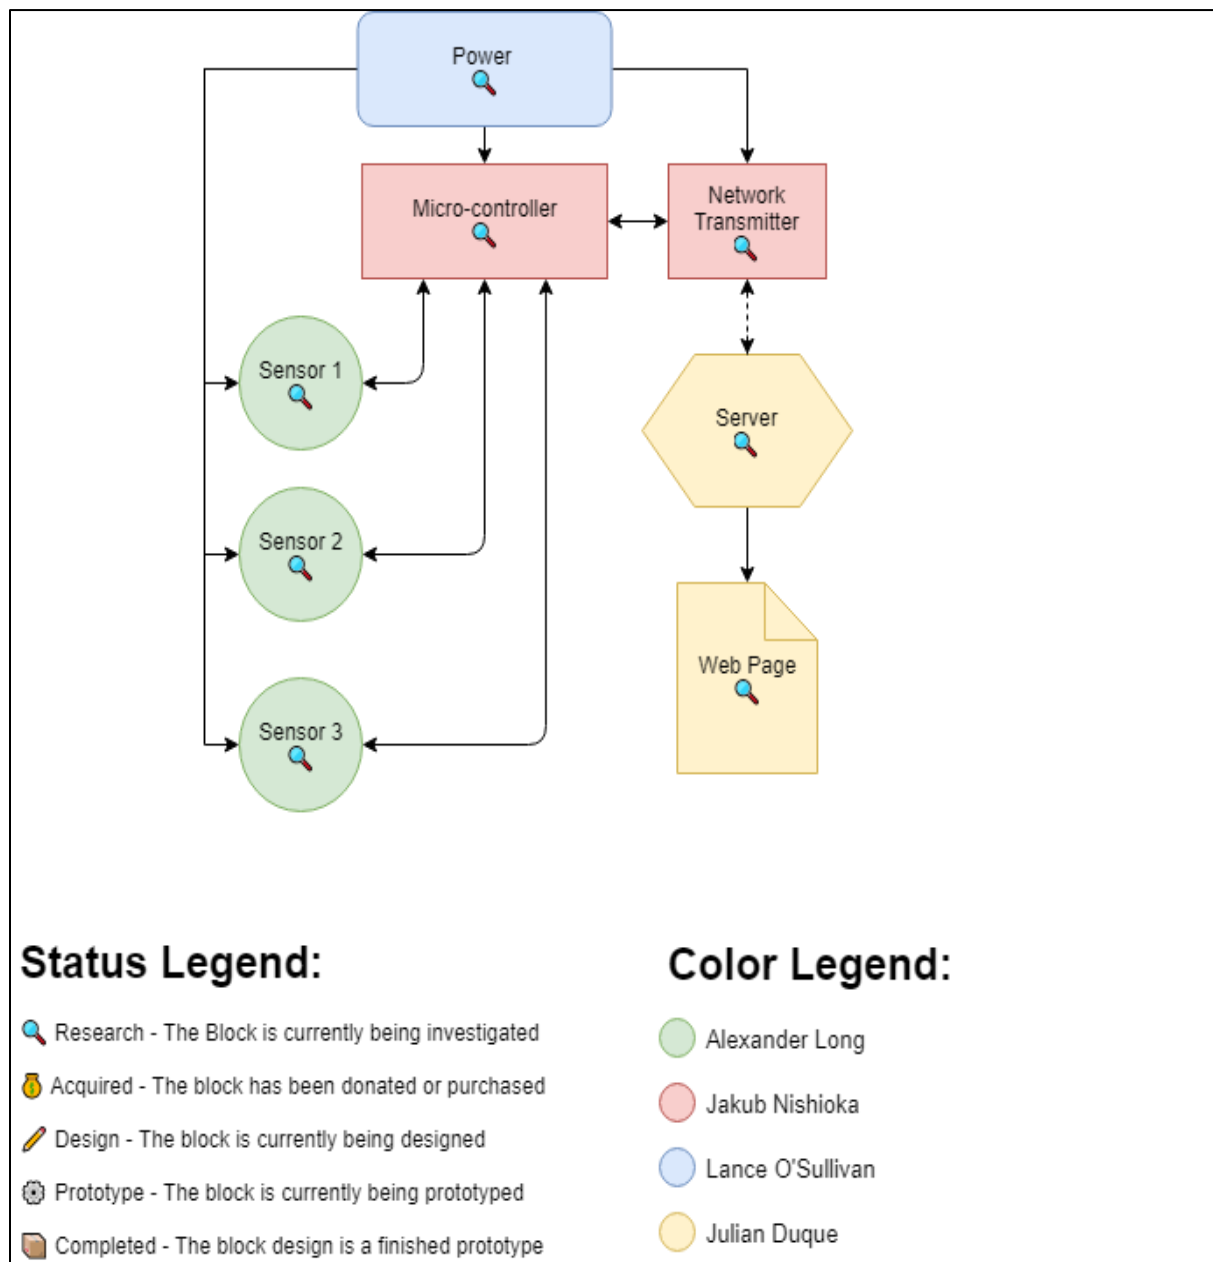 Power
Micro-controller
Network
Transmitter
Sensor 1
Server
Sensor 2
Web Page
Sensor 3
Status Legend:
Research - The Block is currently being investigated
Acquired - The block has been donated or purchased
Design - The block is currently being designed
Prototype - The block is currently being prototyped
Completed - The block design is a finished prototype
Color Legend:
Alexander Long
Jakub Nishioka
Lance O'Sullivan
Julian Duque